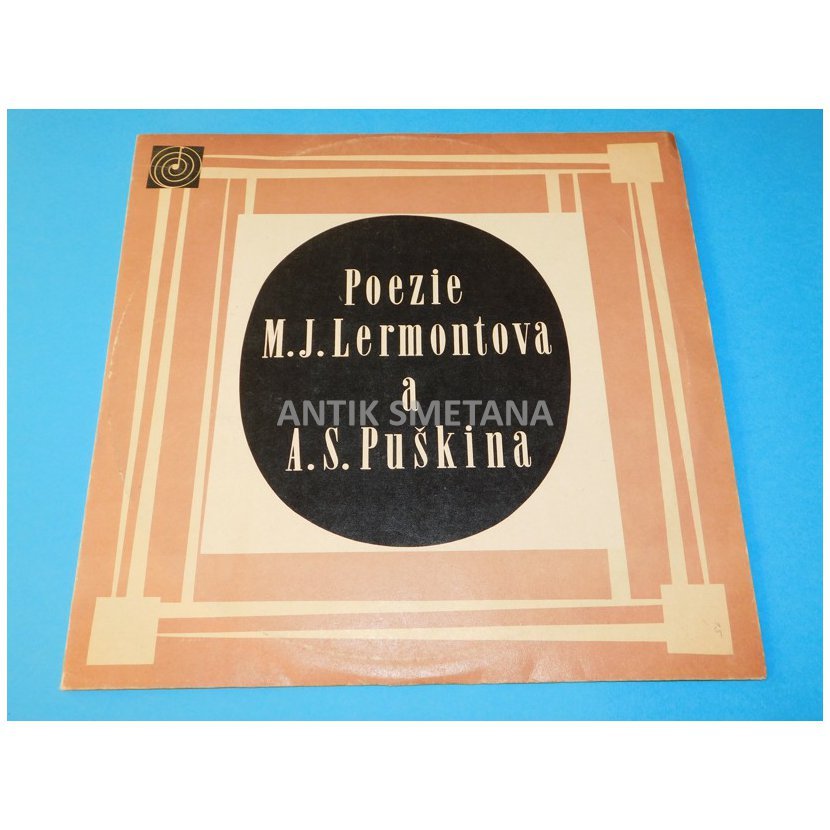 Poezie
M.J.Lermontova
a
ANTIK SMETANA
A.S.Puškina